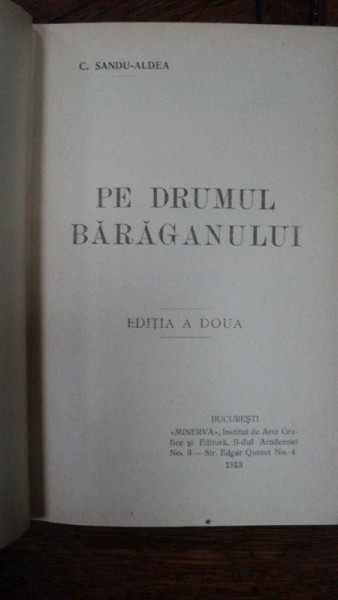 C. SANDU-ALDEA
PE DRUMUL
BĂRĂGANULUI
EDIȚIA A DOUA
BUCUREȘTI
«MINERVA», Institut de Arte Gra-
fice și Editură, B-dul Academiei
No. 3 — Str. Edgar Quinet No. 4
1913